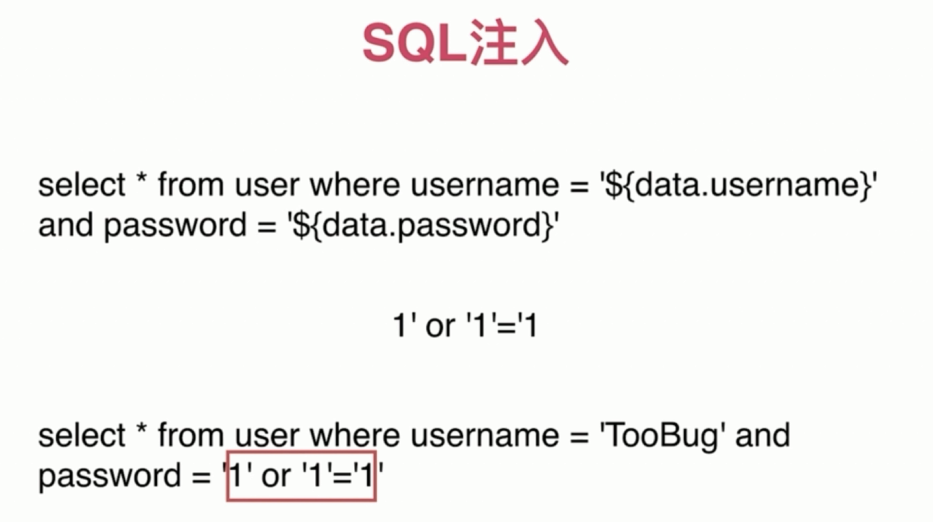 SQL注入
select * from user where username = '${data.username}'
and password = '${data.password}'
1' or '1'='1
select * from user where username = 'TooBug' and
password = '1' or '1'='1'